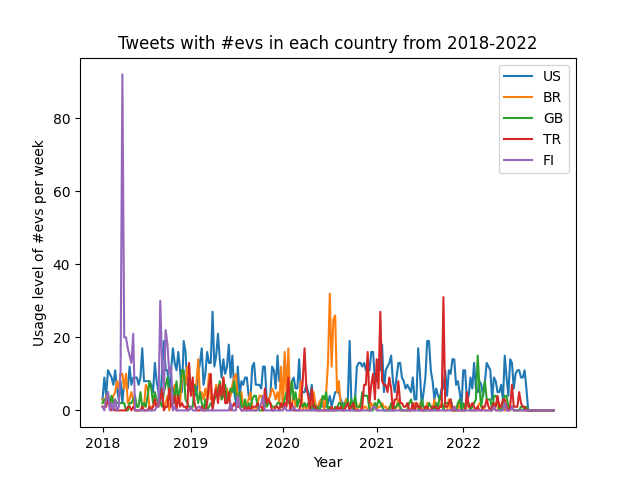 Tweets with #evs in each country from 2018-2022
US
BR
GB
TR
FI
Usage level of #evs per week
80
60
40
20
0
2018 2019 2020 2021 2022
Year